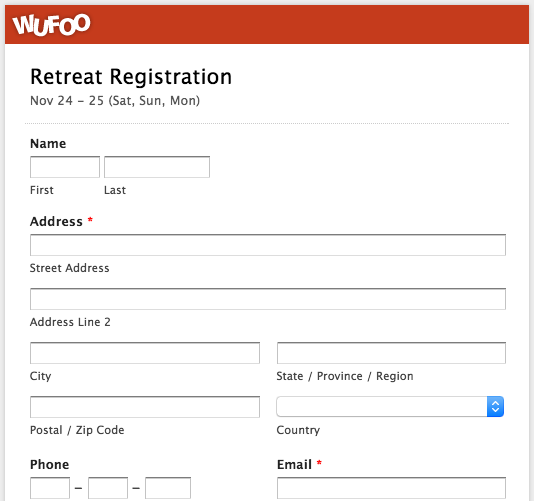 WUFOO
Retreat Registration
Nov 24 - 25 (Sat, Sun, Mon)
Name
First Last
Address *
Street Address
Address Line 2
City State / Province / Region
Postal / Zip Code Country
Phone Email *
– –